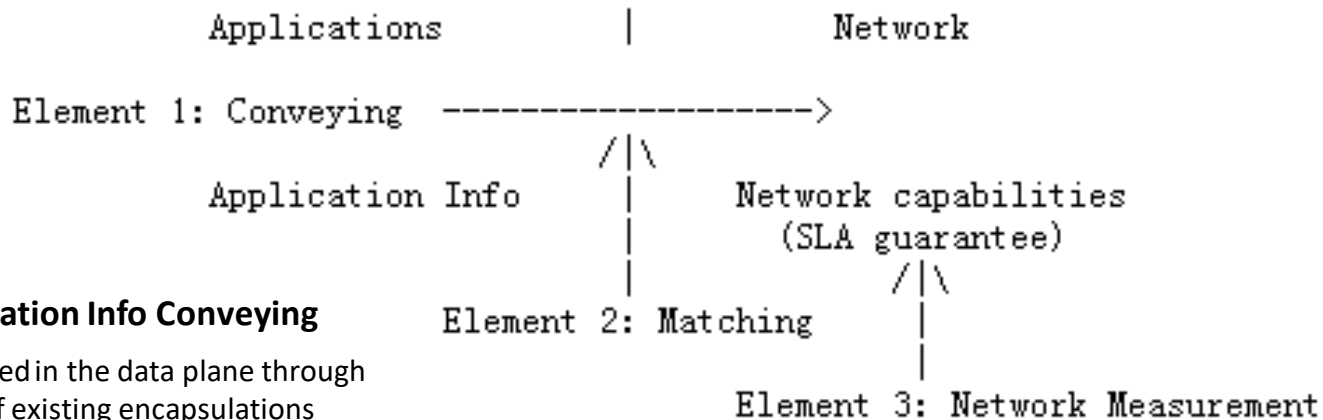 Applications | Network
Element 1: Conveying ------------------->
/|\
Application Info | Network capabilities
| (SLA guarantee)
| /|\
ation Info Conveying Element 2: Matching |
ed in the data plane through |
f existing encapsulations Element 3: Network Measurement